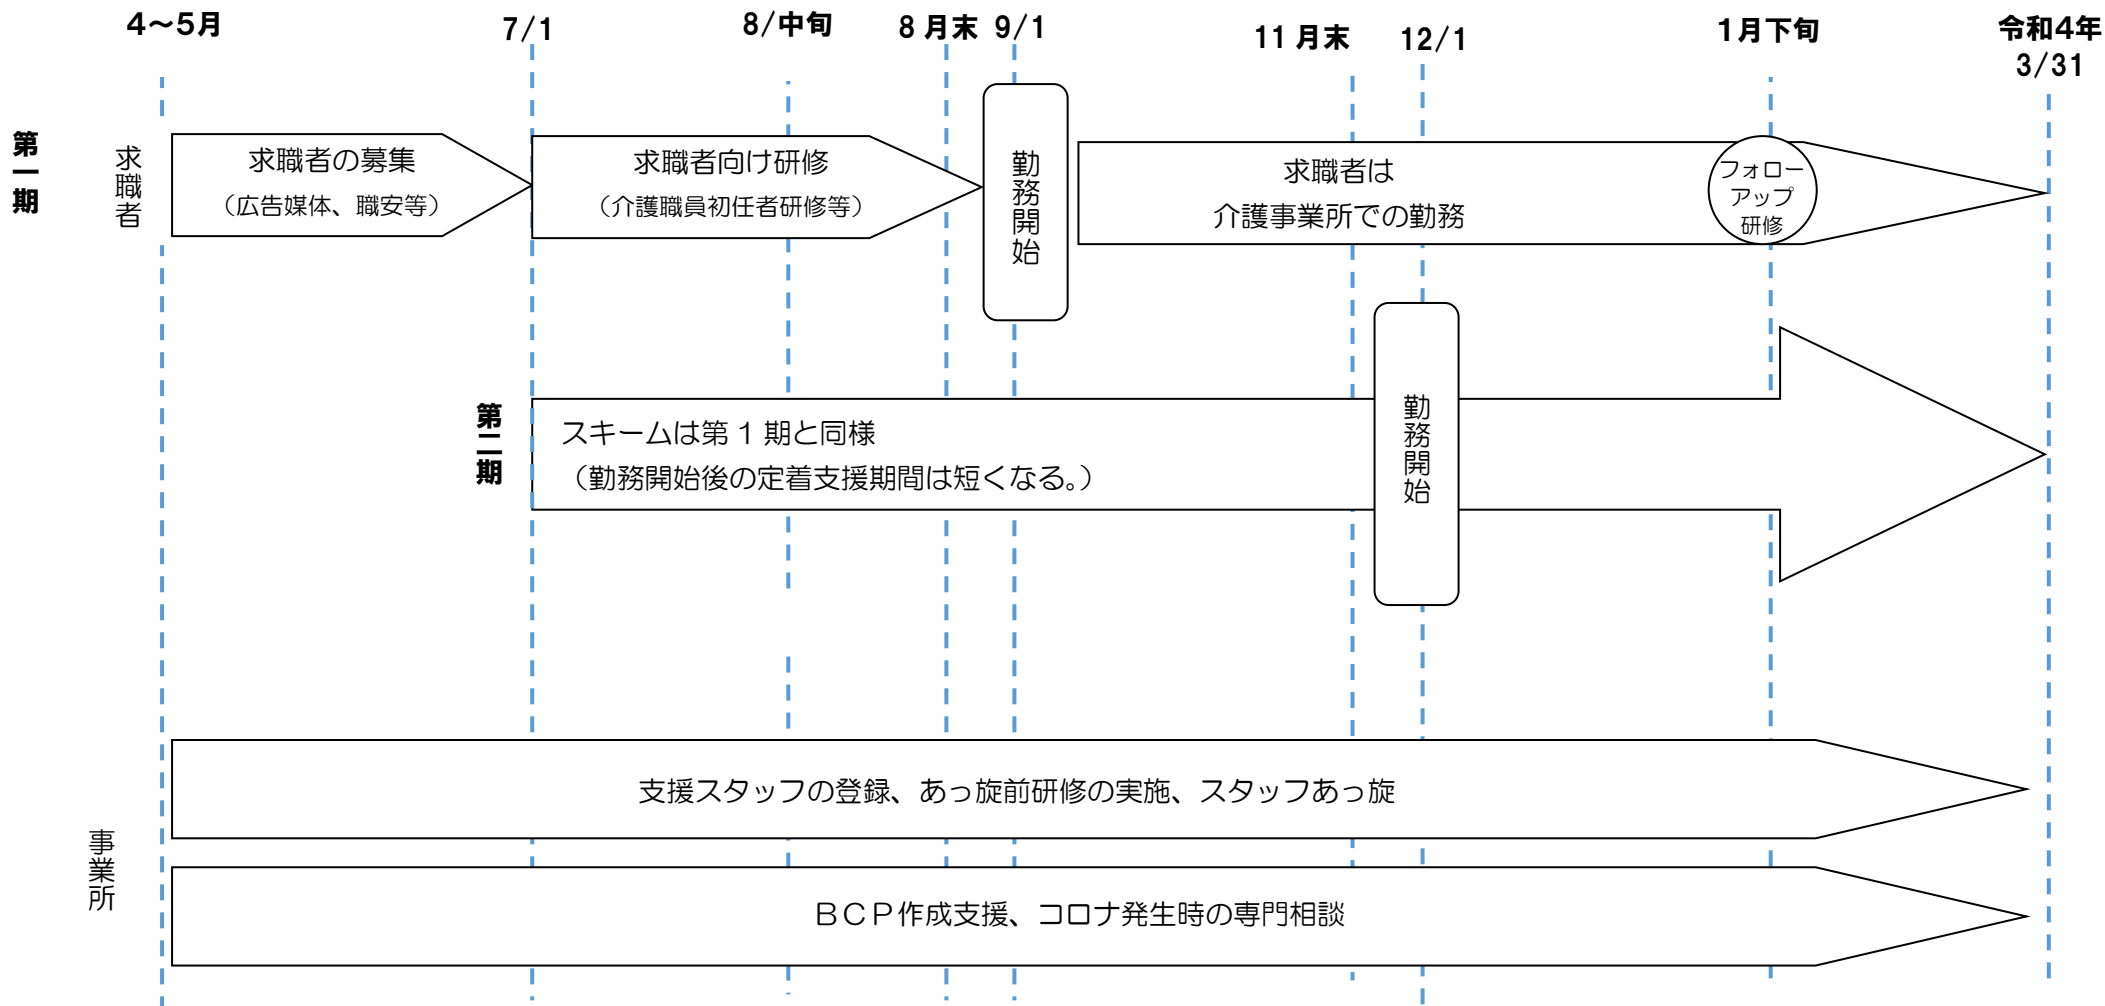 4～5月
7/1
8/中旬
8月末
9/1
11月末
12/1
1月下旬
令和4年
3/31
第一期
求職者
求職者の募集
（広告媒体、職安等）
求職者向け研修
（介護職員初任者研修等）
勤務開始
求職者は
介護事業所での勤務
フォロー
アップ
研修
第二期
スキームは第1期と同様
（勤務開始後の定着支援期間は短くなる。）
勤務開始
事業所
支援スタッフの登録、あっ旋前研修の実施、スタッフあっ旋
ＢＣＰ作成支援、コロナ発生時の専門相談